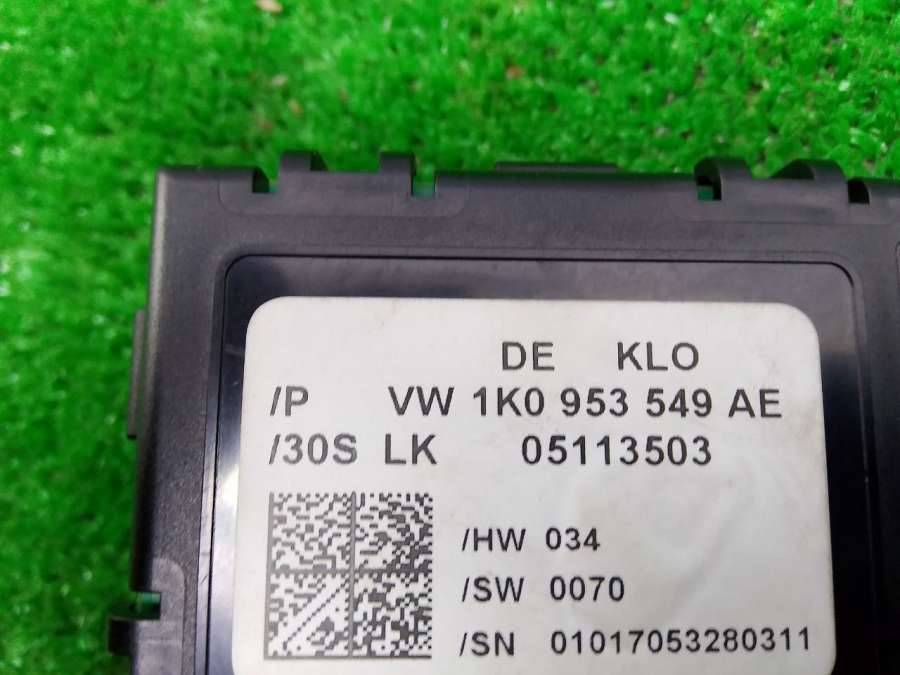 DE KLO
/P VW 1K0 953 549 AE
/30S LK 05113503
/HW 034
/SW 0070
/SN 01017053280311